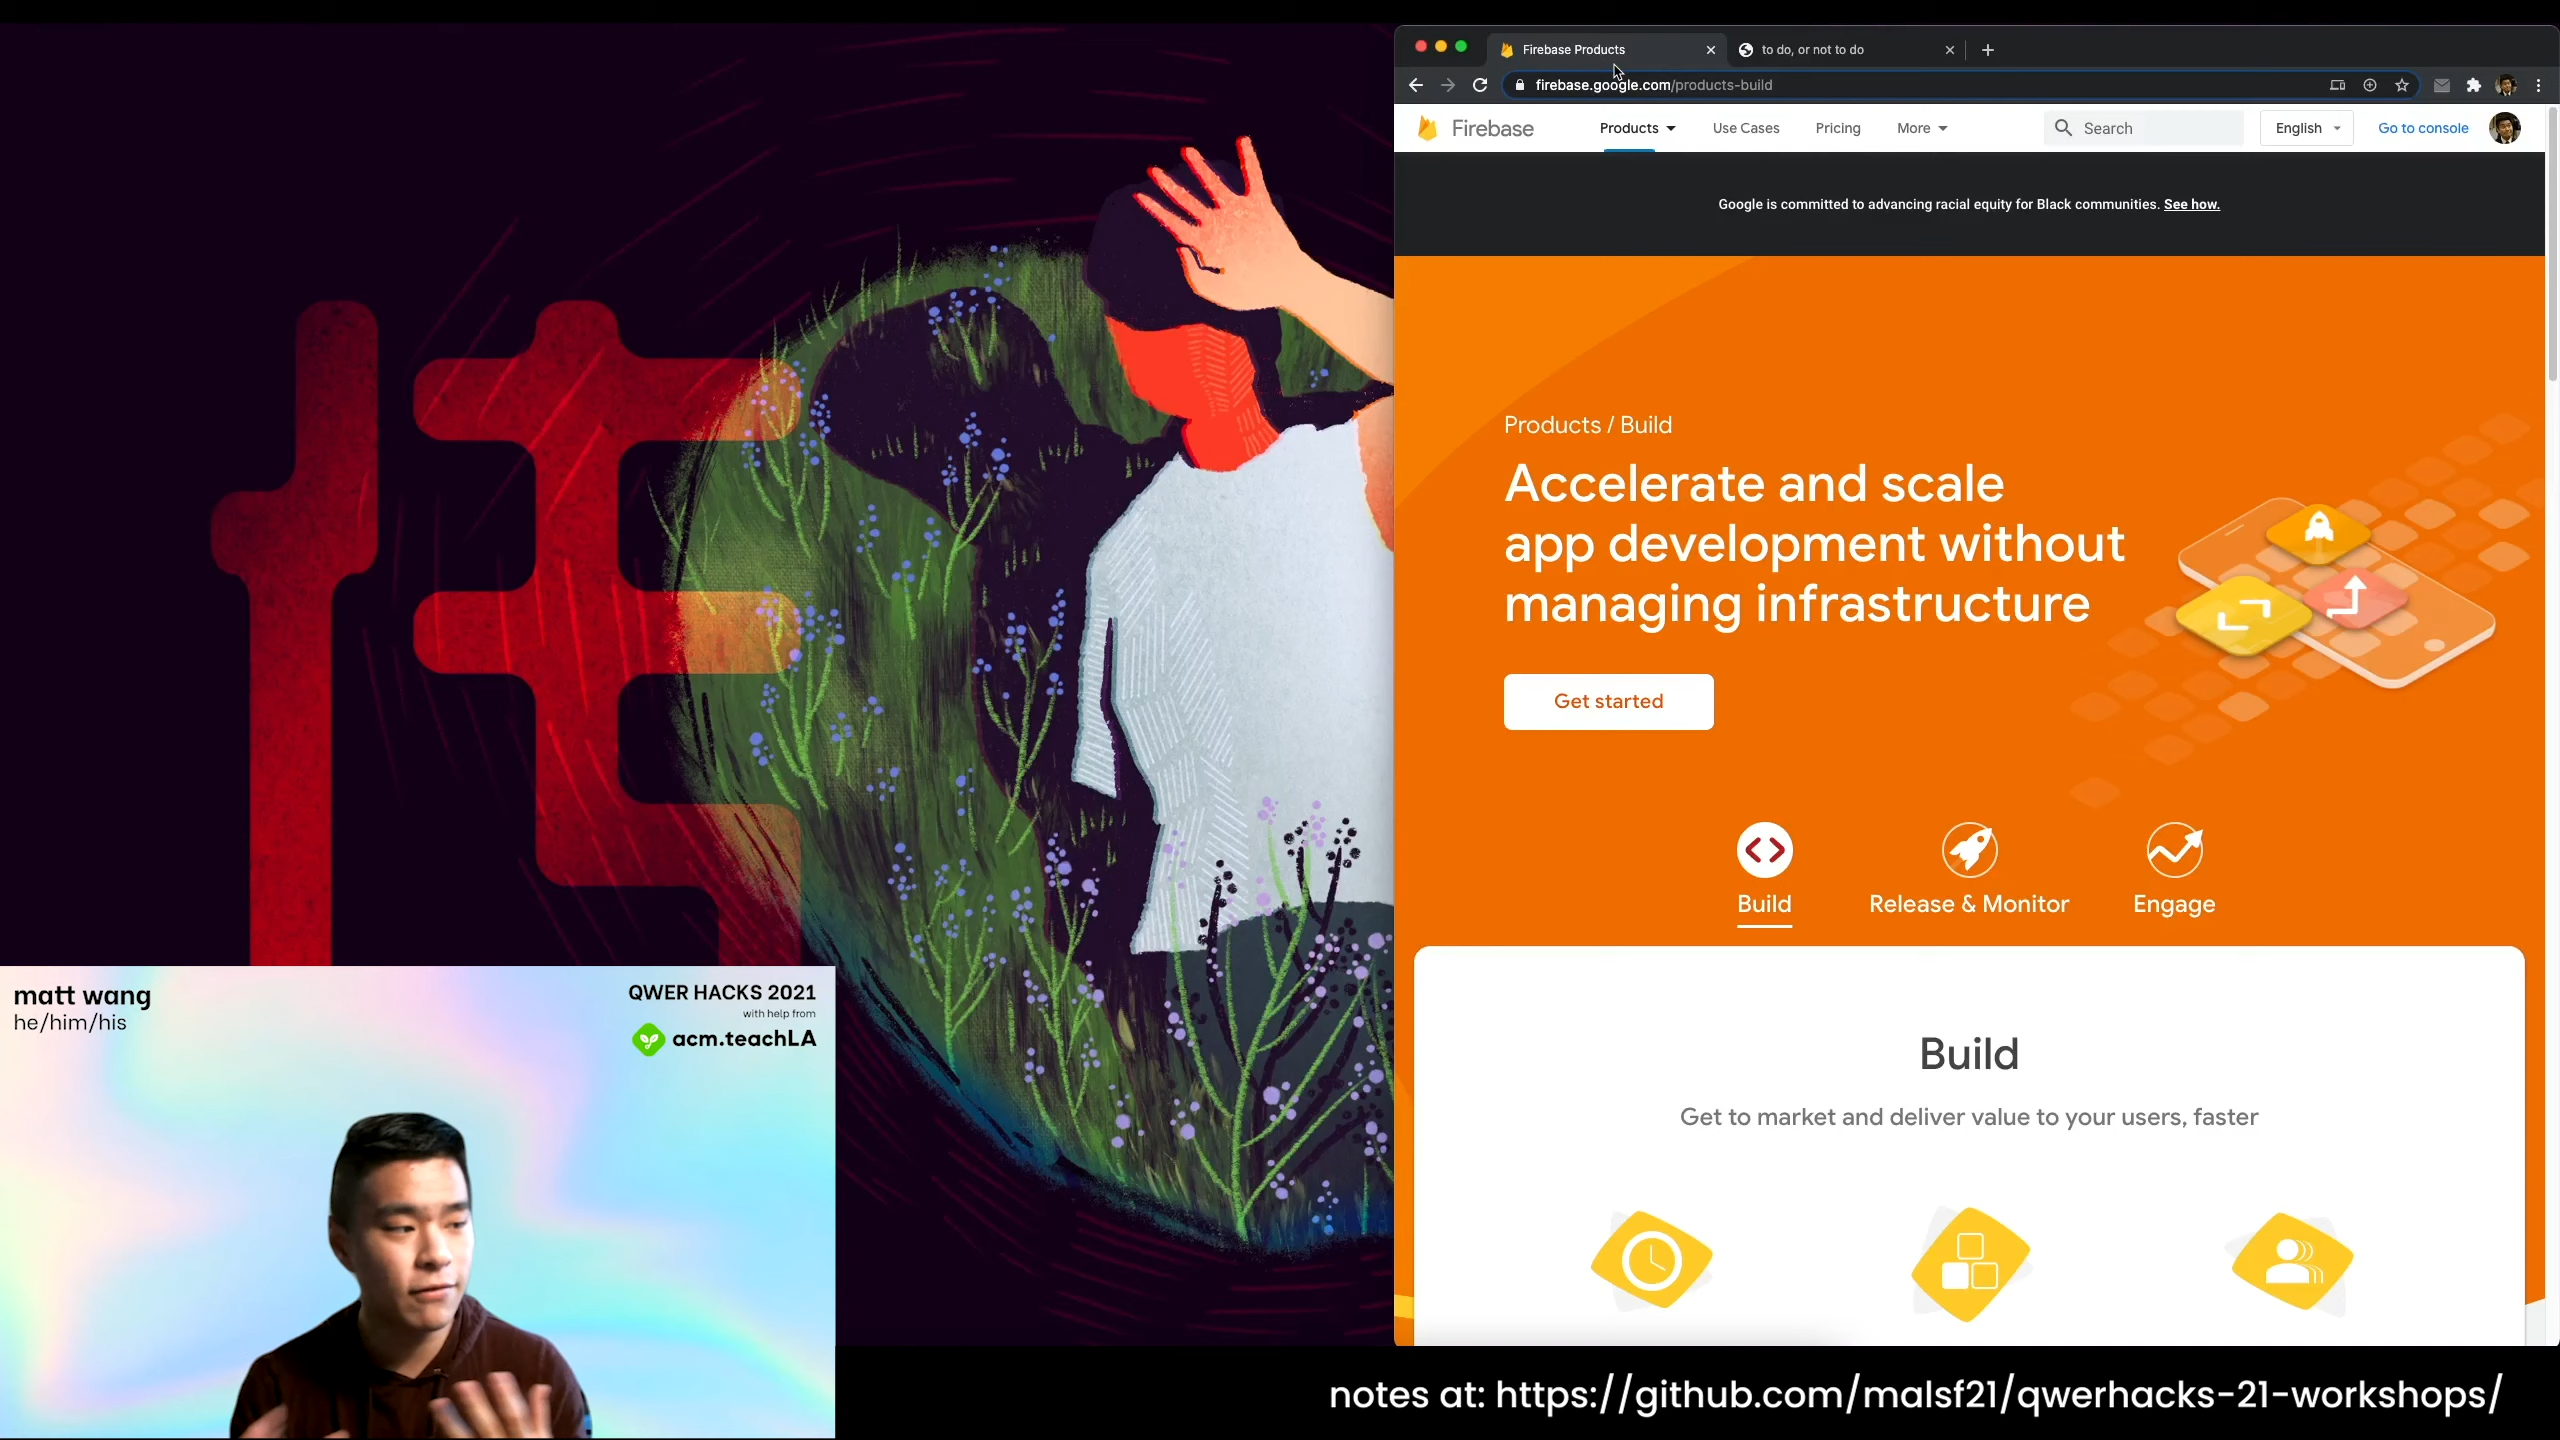 Firebase Products
to do, or not to do
firebase.google.com/products-build
Firebase
Products
Use Cases
Pricing
More
Search
English
Go to console
Google is committed to advancing racial equity for Black communities. See how.
Products / Build
Accelerate and scale
app development without
managing infrastructure
Get started
Build
Release & Monitor
Engage
Build
Get to market and deliver value to your users, faster
matt wang
he/him/his
QWER HACKS 2021
with help from
acm.teachLA
notes at: https://github.com/malsf21/qwerhacks-21-workshops/